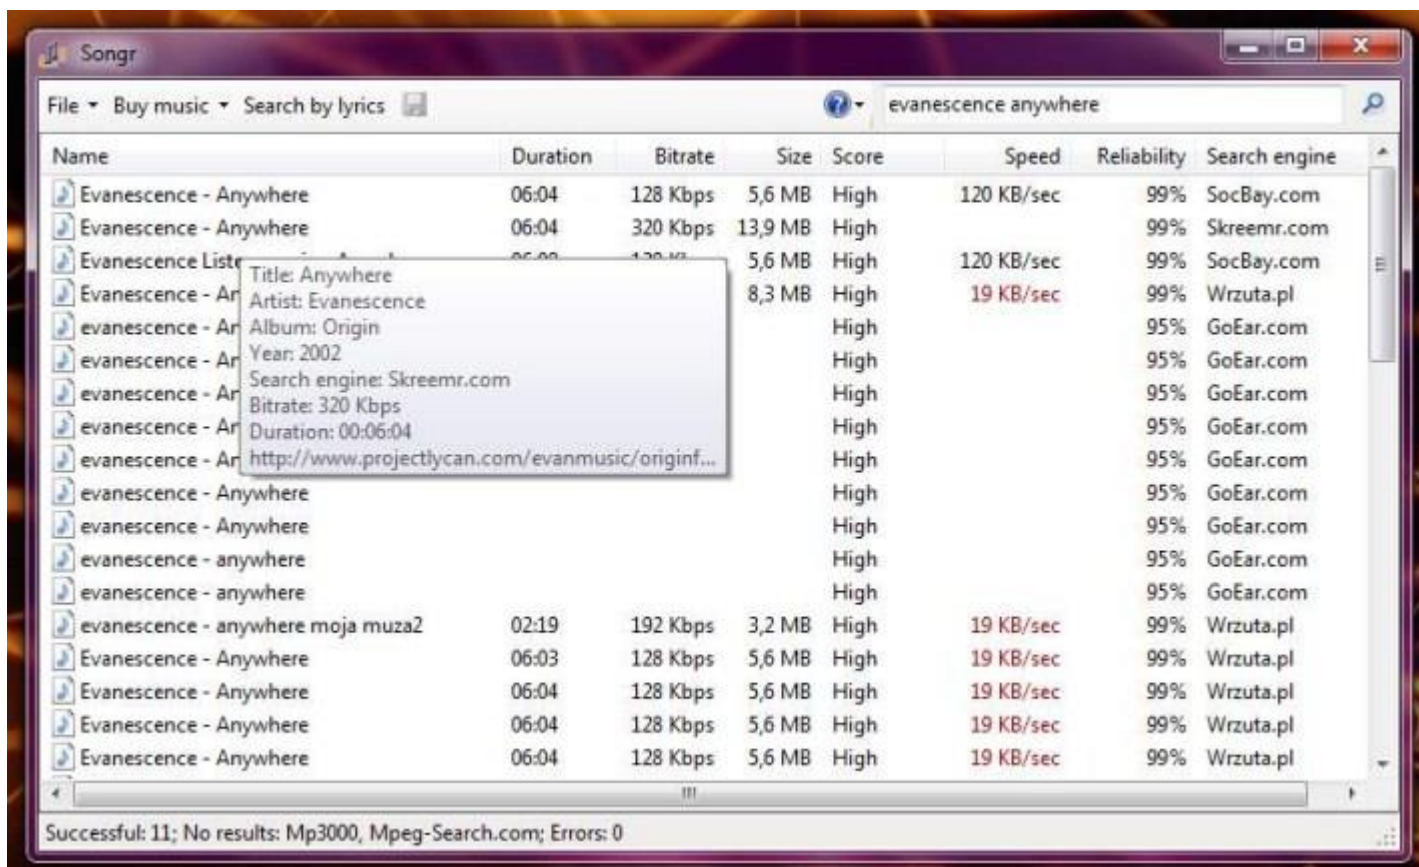 Songr
File Buy music Search by lyrics evanescence anywhere
Name Duration Bitrate Size Score Speed Reliability Search engine
Evanescence - Anywhere 06:04 128 Kbps 5,6 MB High 120 KB/sec 99% SocBay.com
Evanescence - Anywhere 06:04 320 Kbps 13,9 MB High 99% Skreemr.com
Evanescence 5,6 MB High 120 KB/sec 99% SocBay.com
Evanescence - 8,3 MB High 19 KB/sec 99% Wrzuta.pl
evanescence - High 95% GoEar.com
evanescence - High 95% GoEar.com
evanescence - High 95% GoEar.com
evanescence - High 95% GoEar.com
evanescence - High 95% GoEar.com
Title: Anywhere
Artist: Evanescence
Album: Origin
Year: 2002
Search engine: Skreemr.com
Bitrate: 320 Kbps
Duration: 00:06:04
http://www.projectlycan.com/evanmusic/originf...
evanescence - Anywhere High 95% GoEar.com
evanescence - Anywhere High 95% GoEar.com
evanescence - anywhere High 95% GoEar.com
evanescence - anywhere High 95% GoEar.com
evanescence - anywhere moja muza2 02:19 192 Kbps 3,2 MB High 19 KB/sec 99% Wrzuta.pl
Evanescence - Anywhere 06:03 128 Kbps 5,6 MB High 19 KB/sec 99% Wrzuta.pl
Evanescence - Anywhere 06:04 128 Kbps 5,6 MB High 19 KB/sec 99% Wrzuta.pl
Evanescence - Anywhere 06:04 128 Kbps 5,6 MB High 19 KB/sec 99% Wrzuta.pl
Evanescence - Anywhere 06:04 128 Kbps 5,6 MB High 19 KB/sec 99% Wrzuta.pl
Successful: 11; No results: Mp3000, Mpeg-Search.com; Errors: 0